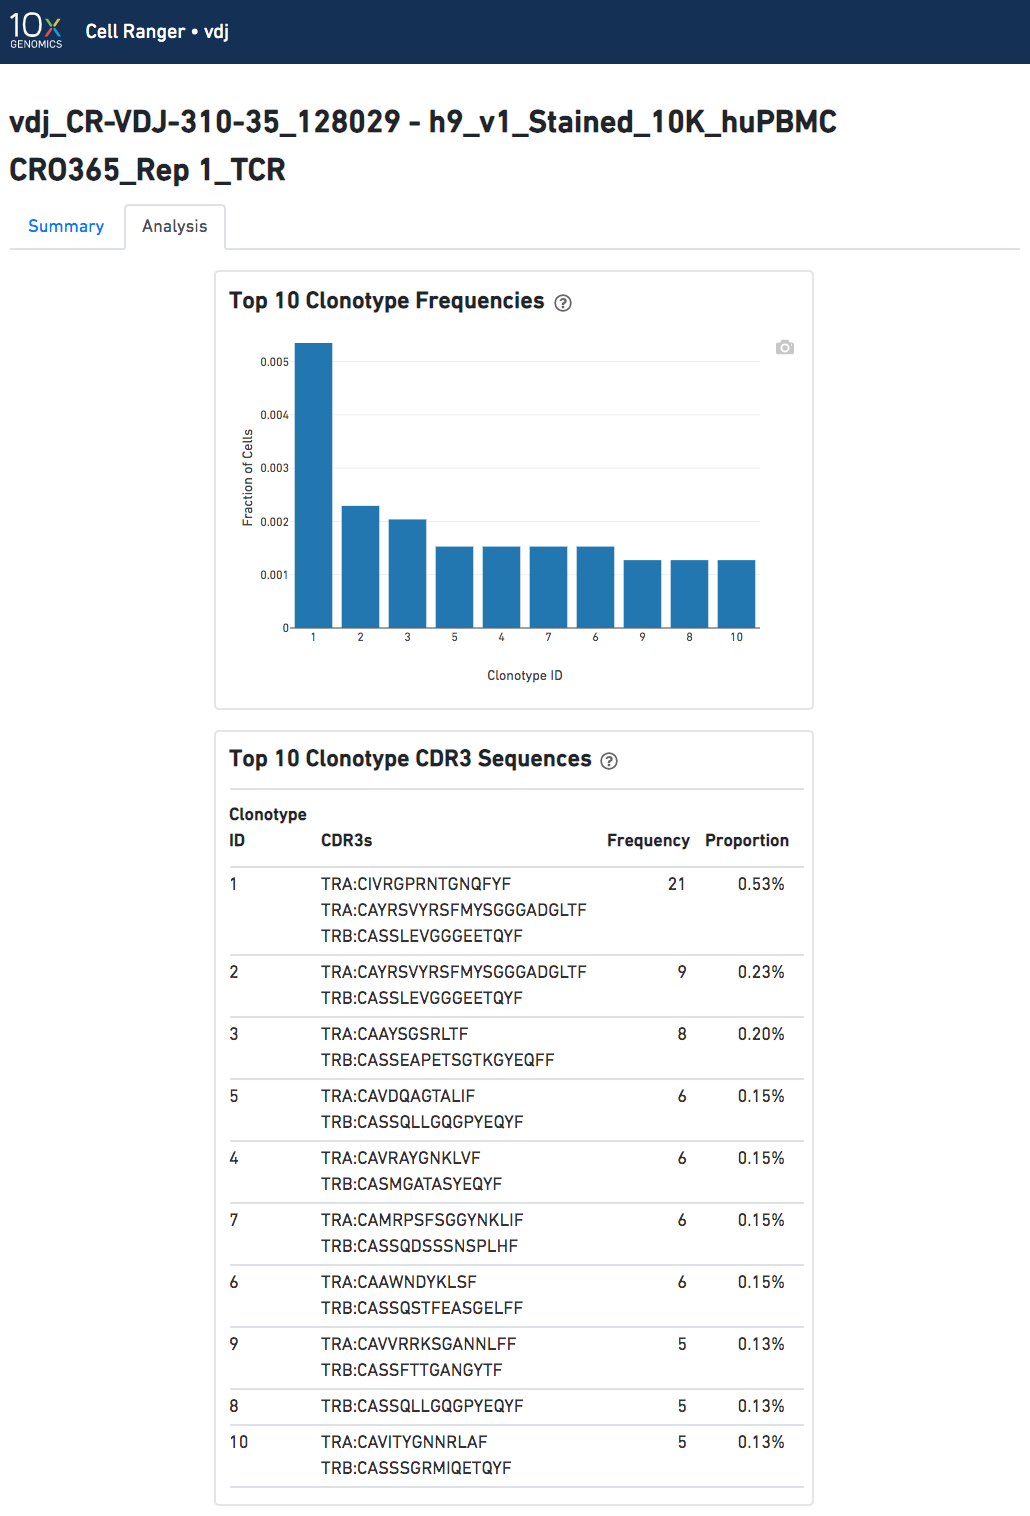 10x
GENOMICS
Cell Ranger • vdj
vdj_CR-VDJ-310-35_128029 - h9_v1_Stained_10K_huPBMC
CRO365_Rep 1_TCR
Summary
Analysis
Top 10 Clonotype Frequencies ?
0.005
0.004
0.003
0.002
0.001
0
Fraction of Cells
1 2 3 5 4 7 6 9 8 10
Clonotype ID
Top 10 Clonotype CDR3 Sequences ?
Clonotype
ID CDR3s Frequency Proportion
1 TRA:CIVRGPRNTGNQFYF 21 0.53%
TRA:CAYRSVYRSFMYSGGGADGLTF
TRB:CASSLEVGGGEETQYF
2 TRA:CAYRSVYRSFMYSGGGADGLTF 9 0.23%
TRB:CASSLEVGGGEETQYF
3 TRA:CAAYSGSRLTF 8 0.20%
TRB:CASSEAPETSGTKGYEQFF
5 TRA:CAVDQAGTALIF 6 0.15%
TRB:CASSQLLGQGPYEQYF
4 TRA:CAVRAYGNKLVF 6 0.15%
TRB:CASMGATASYEQYF
7 TRA:CAMRPSFSGGYNKLIF 6 0.15%
TRB:CASSQDSSSNSPLHF
6 TRA:CAAWNDYKLSF 6 0.15%
TRB:CASSQSTFEASGELFF
9 TRA:CAVVRRKSGANNLFF 5 0.13%
TRB:CASSFTTGANGYTF
8 TRB:CASSQLLGQGPYEQYF 5 0.13%
10 TRA:CAVITYGNNRLAF 5 0.13%
TRB:CASSSGRMIQETQYF